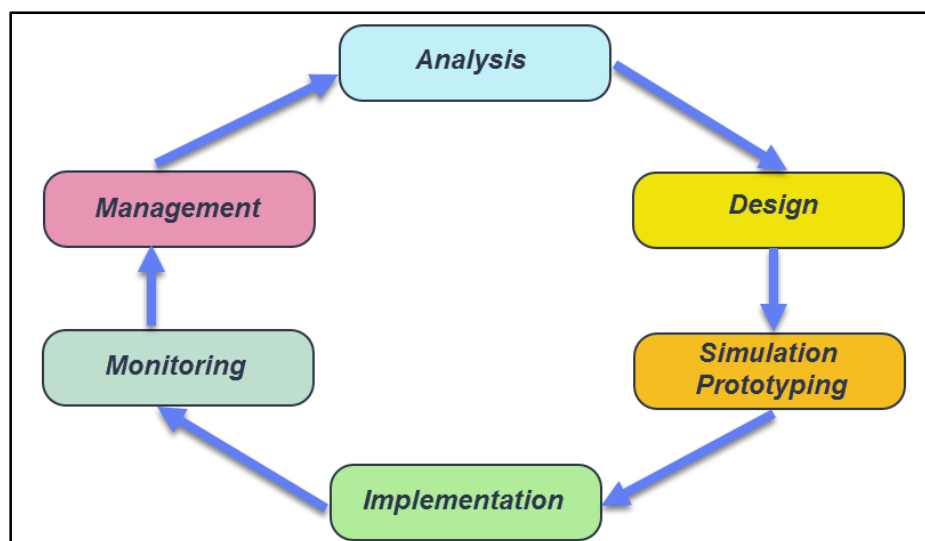 Analysis
Design
Simulation
Prototyping
Implementation
Monitoring
Management